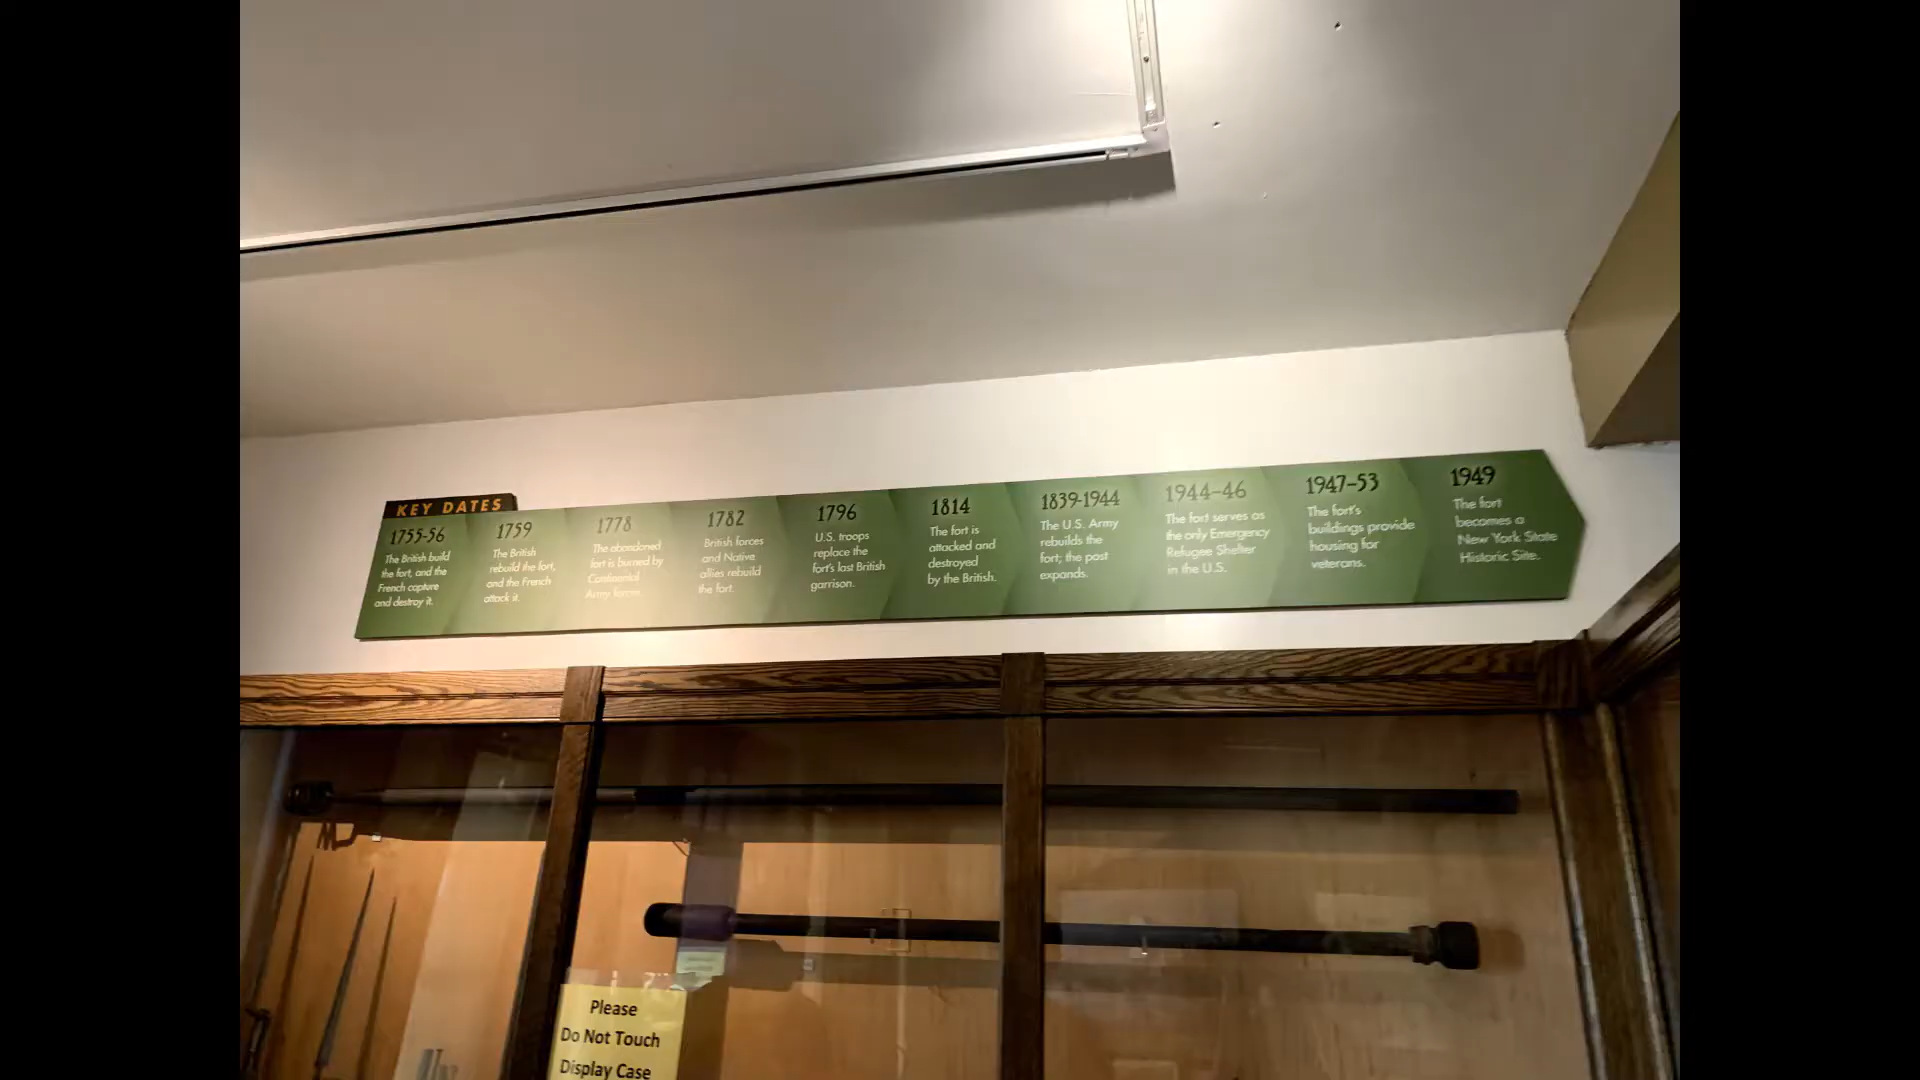 KEY DATES
1755-56
The British build
the fort, and the
French capture
and destroy it.
1759
The British
rebuild the fort,
and the French
attack it.
1778
The abandoned
fort is burned by
Continental
Army forces.
1782
British forces
and Native
allies rebuild
the fort.
1796
U.S. troops
replace the
fort's last British
garrison.
1814
The fort is
attacked and
destroyed
by the British.
1839-1944
The U.S. Army
rebuilds the
fort; the post
expands.
1944–46
The fort serves as
the only Emergency
Refugee Shelter
in the U.S.
1947–53
The fort's
buildings provide
housing for
veterans.
1949
The fort
becomes a
New York State
Historic Site.
Please
Do Not Touch
Display Case